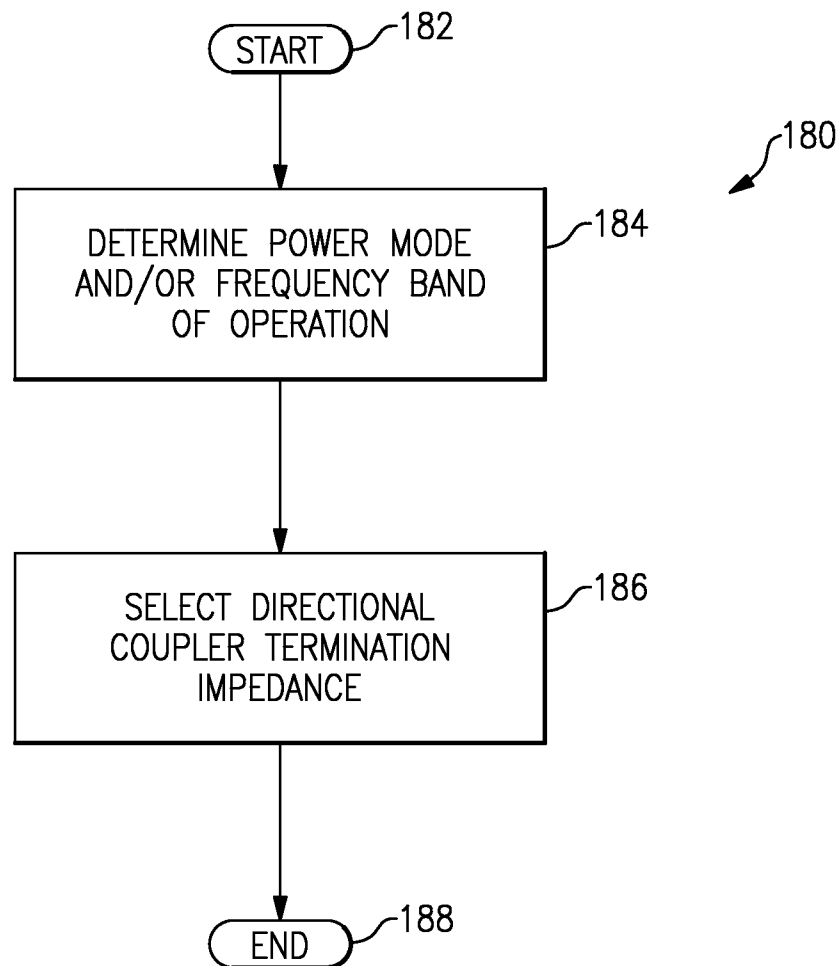 START
182
180
DETERMINE POWER MODE
AND/OR FREQUENCY BAND
OF OPERATION
184
SELECT DIRECTIONAL
COUPLER TERMINATION
IMPEDANCE
186
END
188